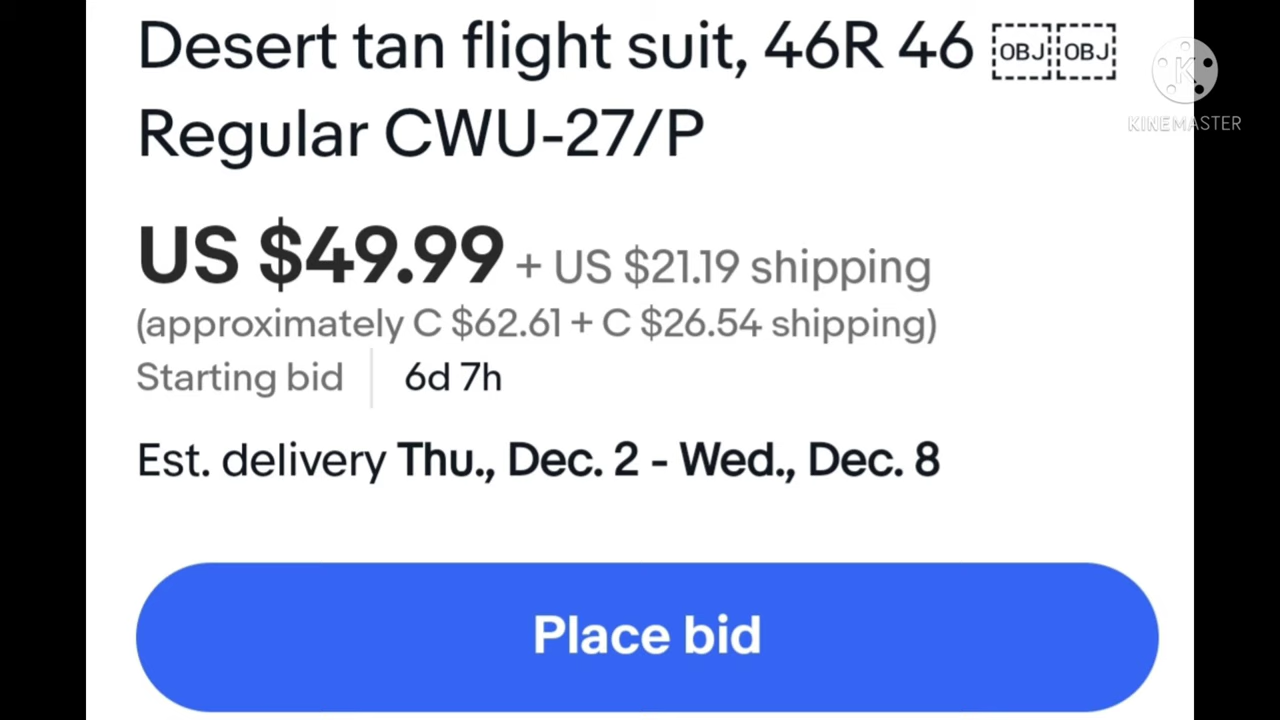 Desert tan flight suit, 46R 46 OBJ OBJ
Regular CWU-27/P
K
KINEMASTER
US $49.99 + US $21.19 shipping
(approximately C $62.61 + C $26.54 shipping)
Starting bid 6d 7h
Est. delivery Thu., Dec. 2 - Wed., Dec. 8
Place bid